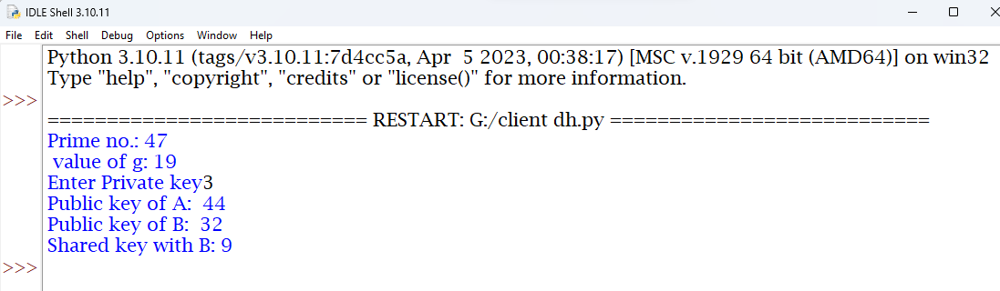 IDLE Shell 3.10.11
File Edit Shell Debug Options Window Help
Python 3.10.11 (tags/v3.10.11:7d4cc5a, Apr  5 2023, 00:38:17) [MSC v.1929 64 bit (AMD64)] on win32
Type "help", "copyright", "credits" or "license()" for more information.
>>>
=========================== RESTART: G:/client dh.py ===========================
Prime no.: 47
 value of g: 19
Enter Private key3
Public key of A:  44
Public key of B:  32
Shared key with B: 9
>>>